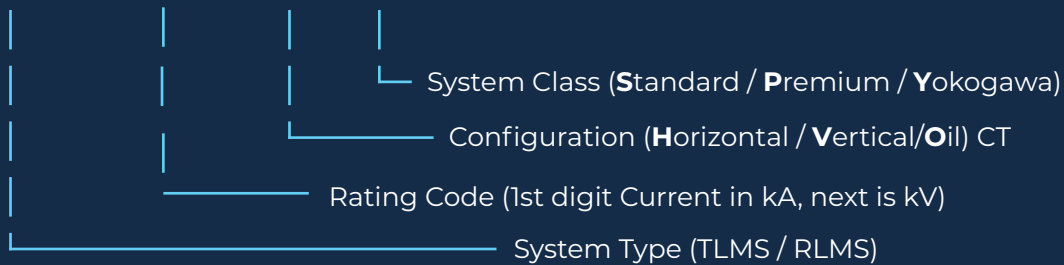 System Class (Standard / Premium / Yokogawa)
Configuration (Horizontal / Vertical/Oil) CT
Rating Code (1st digit Current in kA, next is kV)
System Type (TLMS / RLMS)